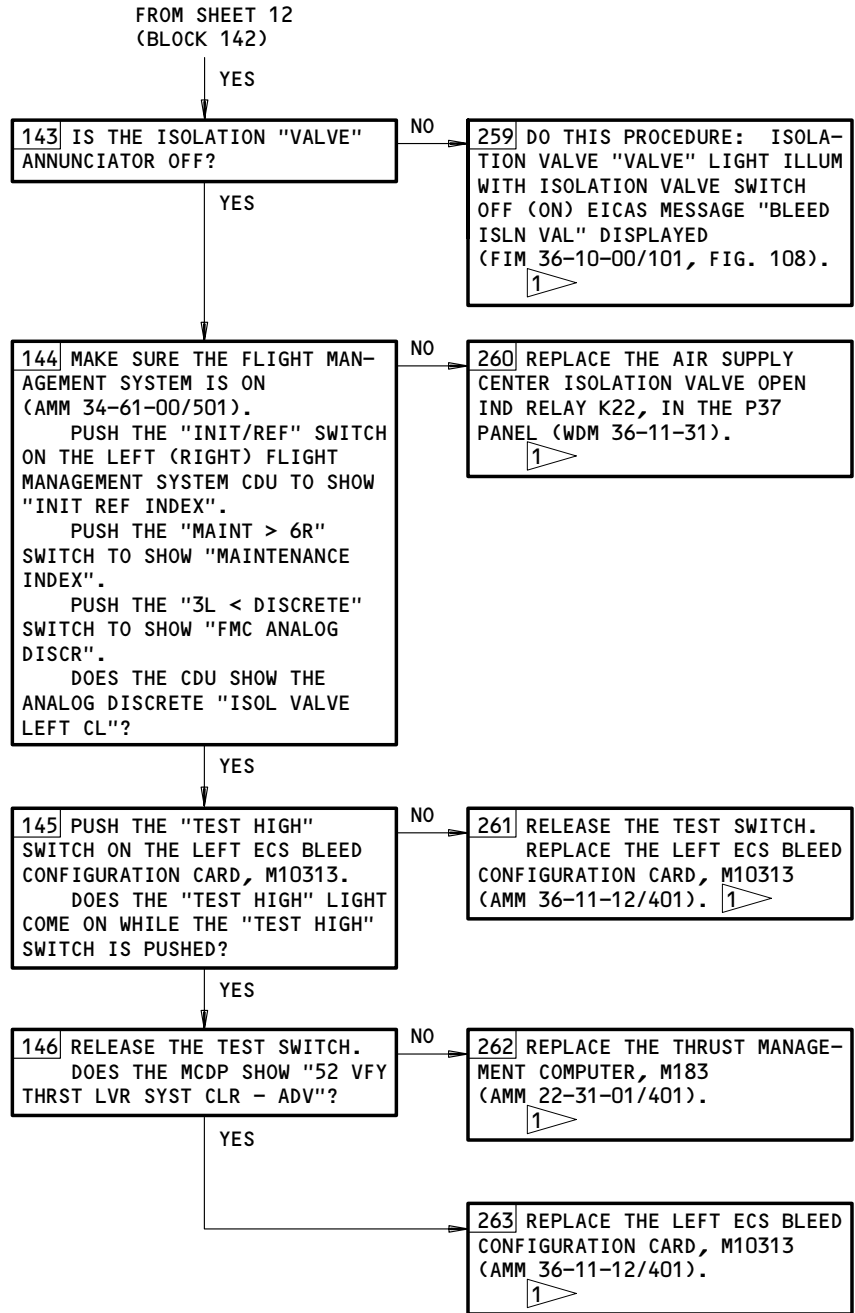 FROM SHEET 12
(BLOCK 142)
YES
143 IS THE ISOLATION "VALVE"
ANNUNCIATOR OFF?
NO
259 DO THIS PROCEDURE: ISOLA-
TION VALVE "VALVE" LIGHT ILLUM
WITH ISOLATION VALVE SWITCH
OFF (ON) EICAS MESSAGE "BLEED
ISLN VAL" DISPLAYED
(FIM 36-10-00/101, FIG. 108).
1
YES
144 MAKE SURE THE FLIGHT MAN-
AGEMENT SYSTEM IS ON
(AMM 34-61-00/501).
PUSH THE "INIT/REF" SWITCH
ON THE LEFT (RIGHT) FLIGHT
MANAGEMENT SYSTEM CDU TO SHOW
"INIT REF INDEX".
PUSH THE "MAINT > 6R"
SWITCH TO SHOW "MAINTENANCE
INDEX".
PUSH THE "3L < DISCRETE"
SWITCH TO SHOW "FMC ANALOG
DISCR".
DOES THE CDU SHOW THE
ANALOG DISCRETE "ISOL VALVE
LEFT CL"?
NO
260 REPLACE THE AIR SUPPLY
CENTER ISOLATION VALVE OPEN
IND RELAY K22, IN THE P37
PANEL (WDM 36-11-31).
1
YES
145 PUSH THE "TEST HIGH"
SWITCH ON THE LEFT ECS BLEED
CONFIGURATION CARD, M10313.
DOES THE "TEST HIGH" LIGHT
COME ON WHILE THE "TEST HIGH"
SWITCH IS PUSHED?
NO
261 RELEASE THE TEST SWITCH.
REPLACE THE LEFT ECS BLEED
CONFIGURATION CARD, M10313
(AMM 36-11-12/401). 1
YES
146 RELEASE THE TEST SWITCH.
DOES THE MCDP SHOW "52 VFY
THRST LVR SYST CLR - ADV"?
NO
262 REPLACE THE THRUST MANAGE-
MENT COMPUTER, M183
(AMM 22-31-01/401).
1
YES
263 REPLACE THE LEFT ECS BLEED
CONFIGURATION CARD, M10313
(AMM 36-11-12/401).
1